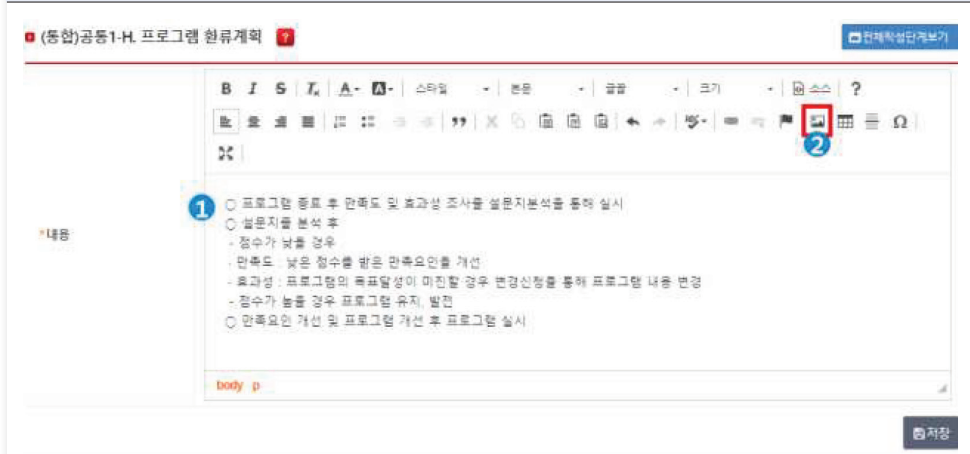 (통합)공통1-H. 프로그램 환류계획 ?
전체작성단계보기
B I S Tx A A 스타일 본문 글꼴 크기 소스 ?
Ω
2
1
*내용
○ 프로그램 종료 후 만족도 및 효과성 조사를 설문지분석을 통해 실시
○ 설문지를 분석 후
- 점수가 낮을 경우
- 만족도 : 낮은 점수를 받은 만족요인을 개선
- 효과성 : 프로그램의 목표달성이 미진할 경우 변경신청을 통해 프로그램 내용 변경
- 점수가 높을 경우 프로그램 유지, 발전
○ 만족요인 개선 및 프로그램 개선 후 프로그램 실시
body p
저장